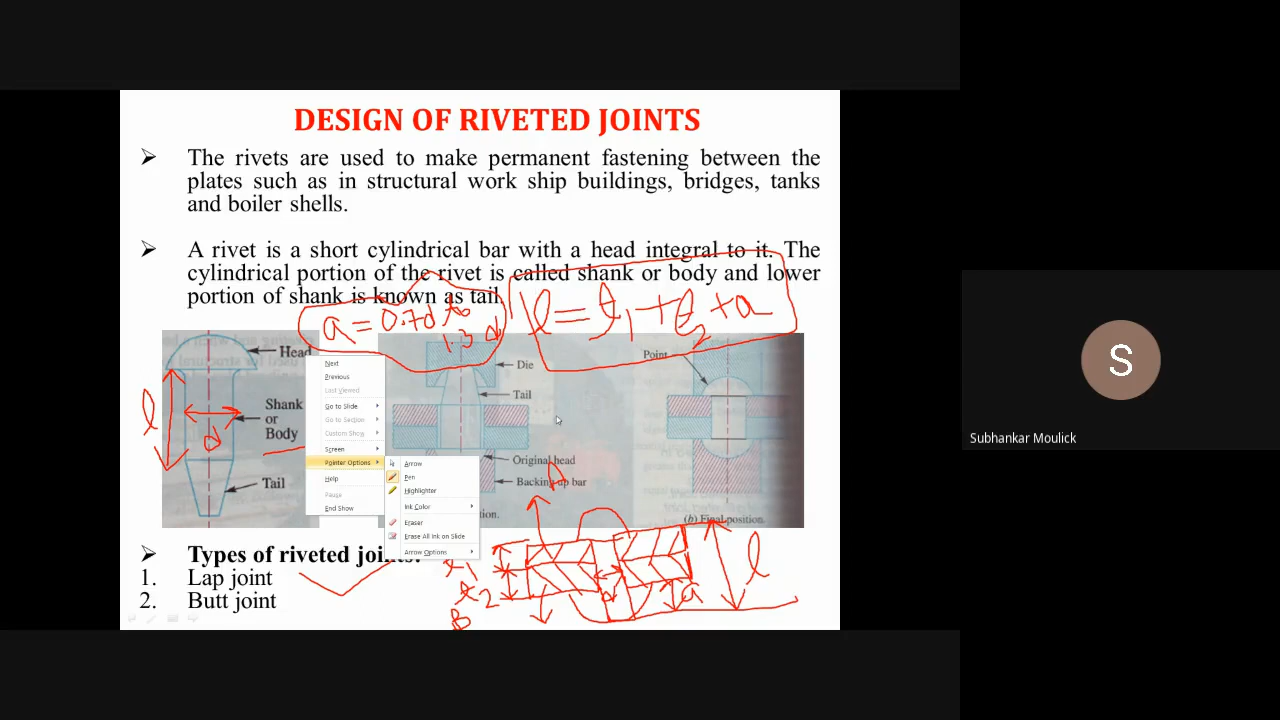 DESIGN OF RIVETED JOINTS
➢ The rivets are used to make permanent fastening between the
plates such as in structural work ship buildings, bridges, tanks
and boiler shells.
➢ A rivet is a short cylindrical bar with a head integral to it. The
cylindrical portion of the rivet is called shank or body and lower
portion of shank is known as tail.
a = 0.7d to
1.3 d
l = t1 + t2 + a
Head
Shank
or
Body
Tail
l
d
Die
Tail
Original head
Backing up bar
Point
(b) Final position.
Next
Previous
Last Viewed
Go to Slide
Go to Section
Custom Show
Screen
Pointer Options
Help
Pause
End Show
Arrow
Pen
Highlighter
Ink Color
Eraser
Erase All Ink on Slide
Arrow Options
A
t1
t2
B
d
a
l
➢ Types of riveted joints:
1. Lap joint
2. Butt joint
S
Subhankar Moulick